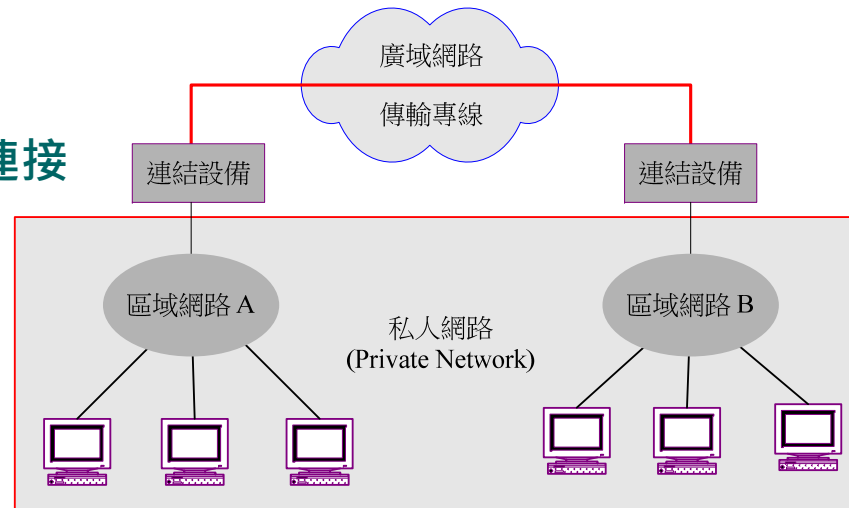 廣域網路
傳輸專線
連接
連結設備
連結設備
區域網路 A
區域網路 B
私人網路
(Private Network)